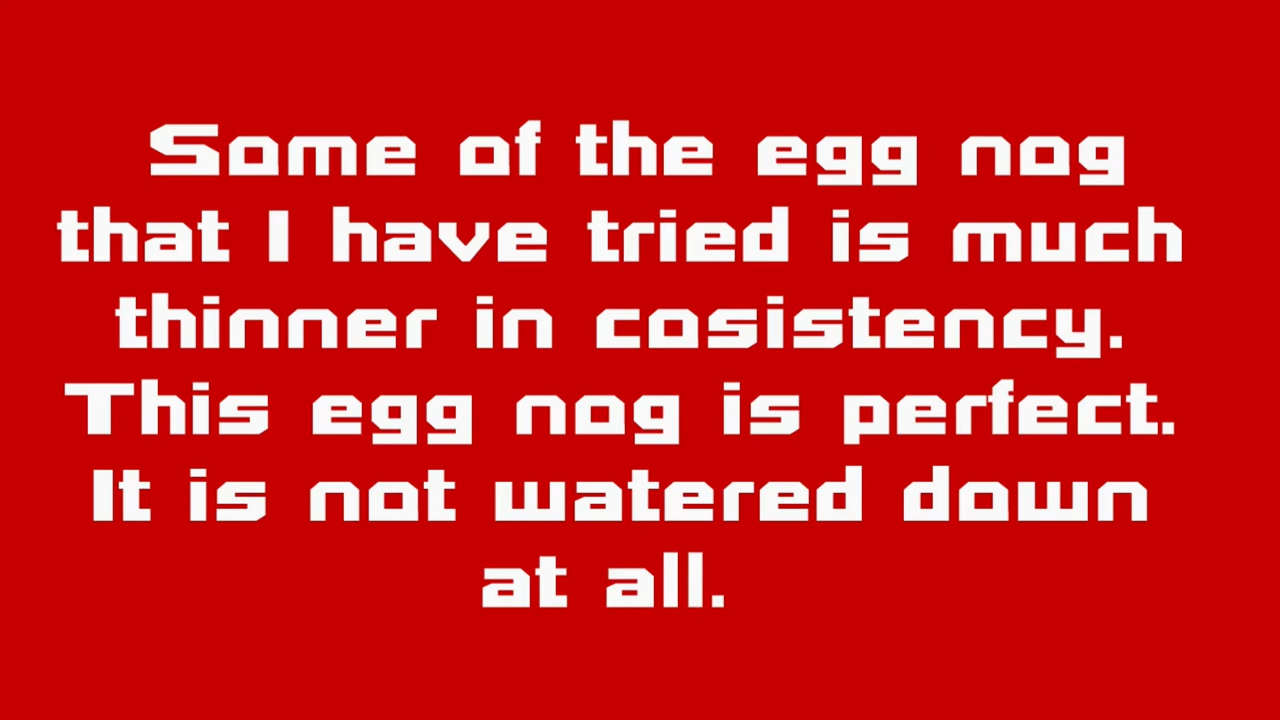 Some of the egg nog
that I have tried is much
thinner in cosistency.
This egg nog is perfect.
It is not watered down
at all.